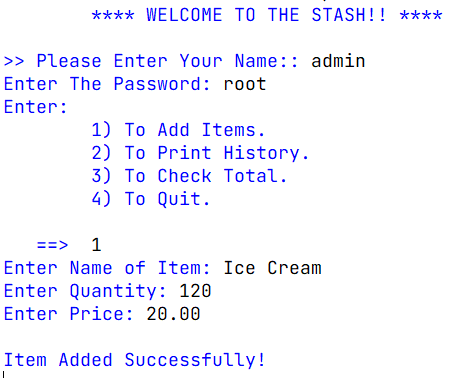 **** WELCOME TO THE STASH!! ****
>> Please Enter Your Name:: admin
Enter The Password: root
Enter:
1) To Add Items.
2) To Print History.
3) To Check Total.
4) To Quit.
==> 1
Enter Name of Item: Ice Cream
Enter Quantity: 120
Enter Price: 20.00
Item Added Successfully!